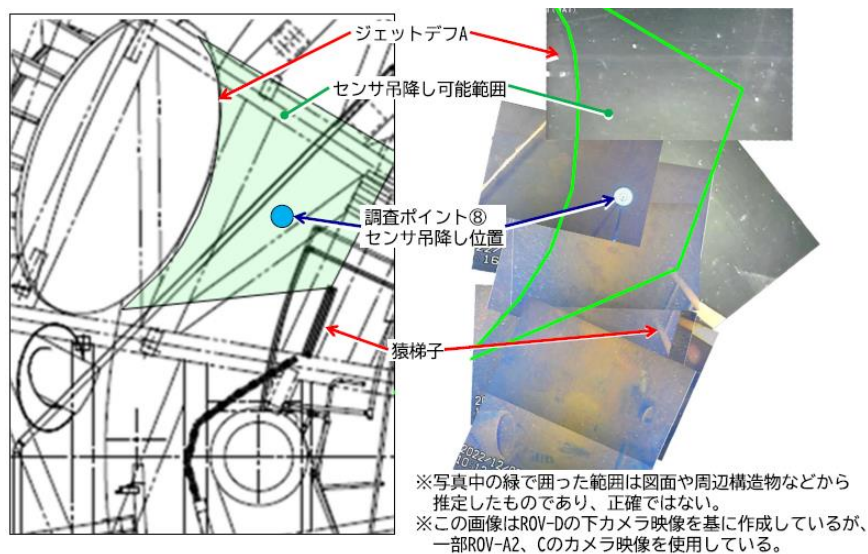 ジェットデフA
センサ吊降し可能範囲
調査ポイント⑧
センサ吊降し位置
猿梯子
16
2022/12/0
※写真中の緑で囲った範囲は図面や周辺構造物などから
推定したものであり、正確ではない。
※この画像はROV-Dの下カメラ映像を基に作成しているが、
一部ROV-A2、Cのカメラ映像を使用している。